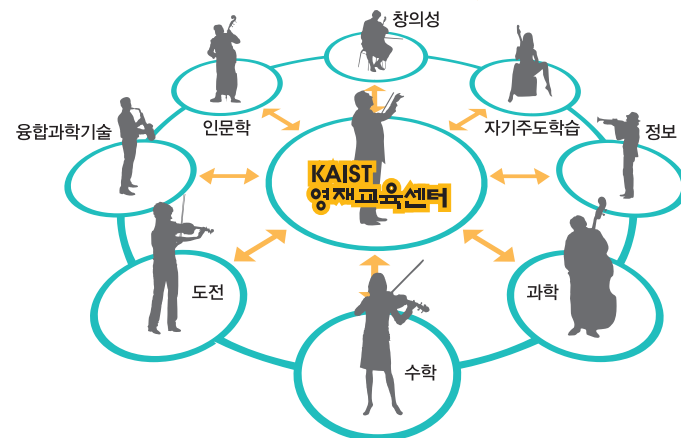 창의성
인문학
자기주도학습
융합과학기술
정보
KAIST
영재교육센터
도전
과학
수학